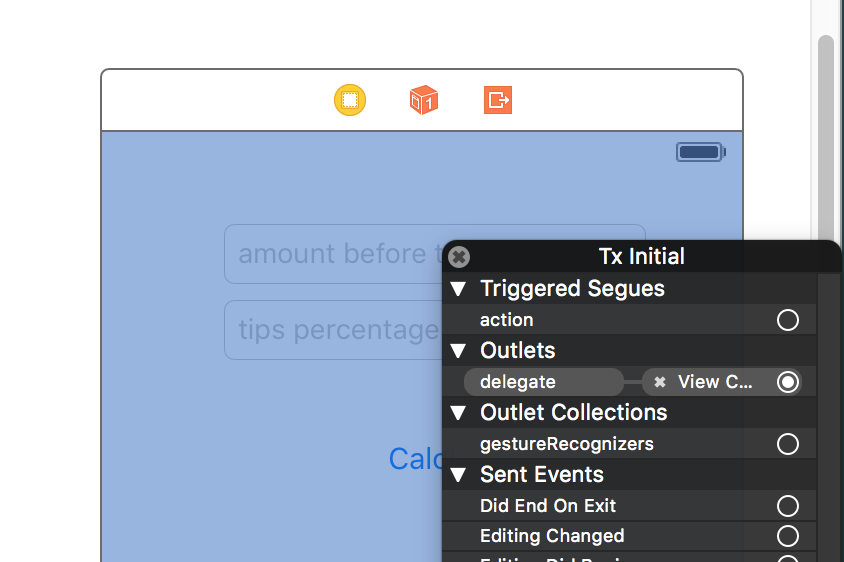 1
amount before t
Tx Initial
Triggered Segues
action
tips percentage
Outlets
delegate
View C...
Outlet Collections
gestureRecognizers
Calc
Sent Events
Did End On Exit
Editing Changed